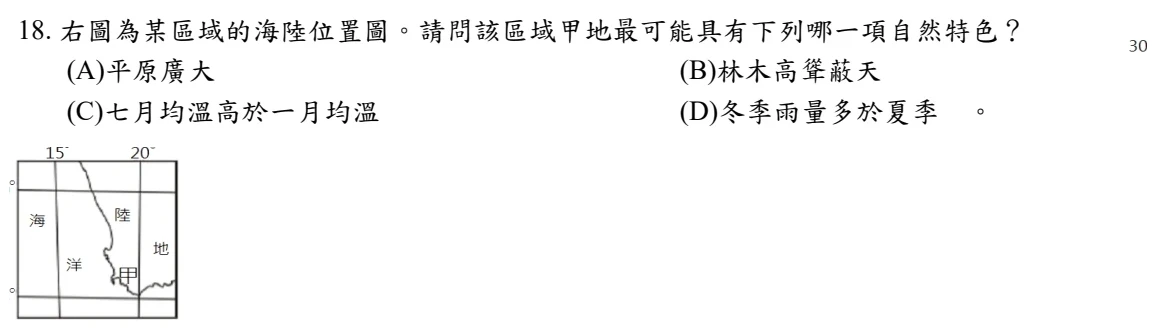 18. 右圖為某區域的海陸位置圖。請問該區域甲地最可能具有下列哪一項自然特色？
30
(A)平原廣大 (B)林木高聳蔽天
(C)七月均溫高於一月均溫 (D)冬季雨量多於夏季 。
15° 20°
°
海 陸
洋 地
甲
°